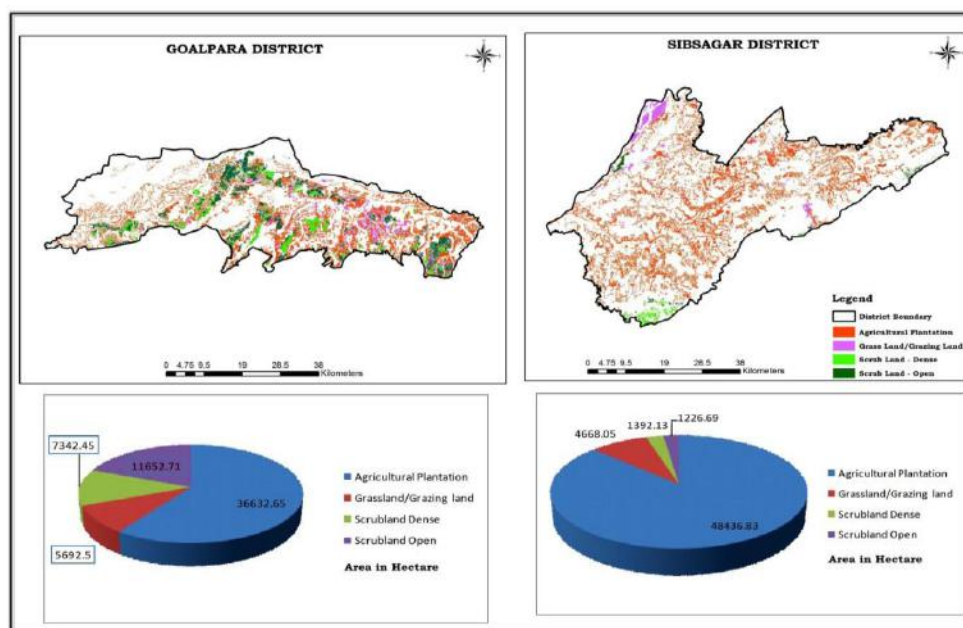 GOALPARA DISTRICT
0 4.75 9.5 19 28.5 38
Kilometers
SIBSAGAR DISTRICT
Legend
District Boundary
Agricultural Plantation
Grass Land/Grazing Land
Scrub Land - Dense
Scrub Land - Open
0 4.75 9.5 19 28.5 38
Kilometers
7342.45
11652.71
36632.65
5692.5
Agricultural Plantation
Grassland/Grazing land
Scrubland Dense
Scrubland Open
Area in Hectare
1226.69
1392.13
4668.05
48436.83
Agricultural Plantation
Grassland/Grazing land
Scrubland Dense
Scrubland Open
Area in Hectare